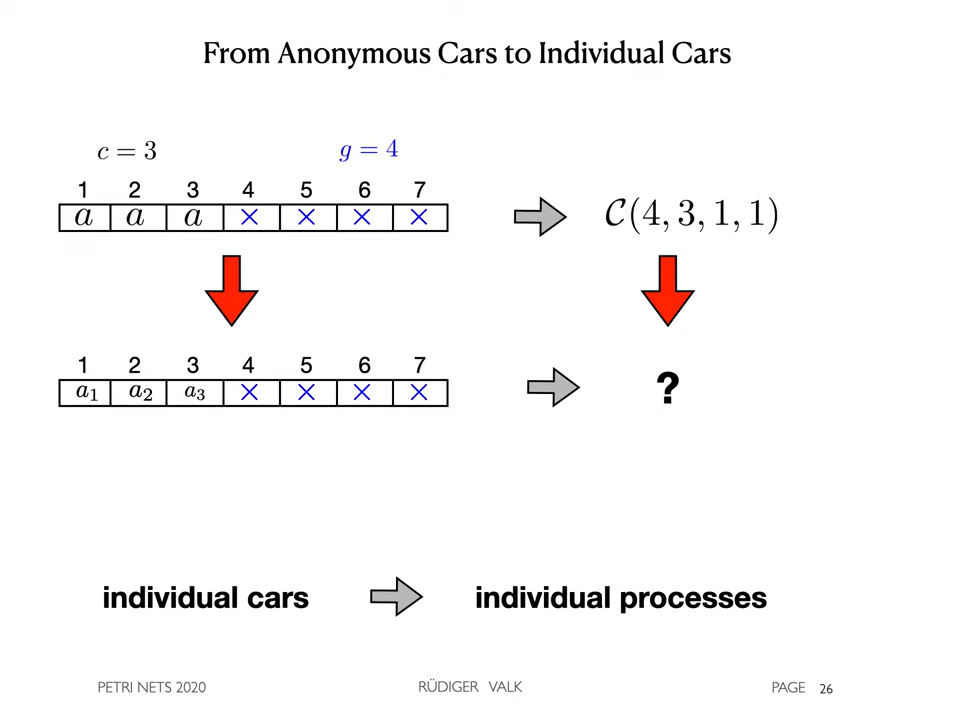 From Anonymous Cars to Individual Cars
c = 3 g = 4
1 2 3 4 5 6 7
a a a × × × × C(4, 3, 1, 1)
1 2 3 4 5 6 7
a₁ a₂ a₃ × × × × ?
individual cars individual processes
PETRI NETS 2020 RÜDIGER VALK PAGE 26